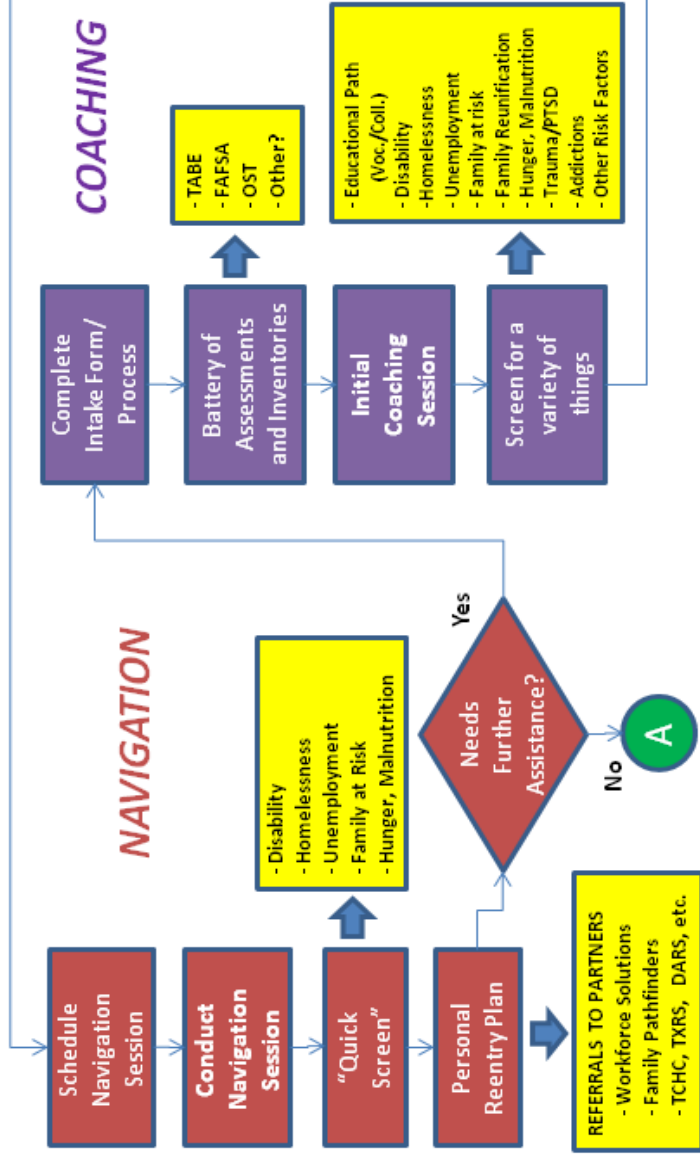 NAVIGATION
Schedule
Navigation
Session
Conduct
Navigation
Session
"Quick
Screen"
- Disability
- Homelessness
- Unemployment
- Family at Risk
- Hunger, Malnutrition
Personal
Reentry Plan
REFERRALS TO PARTNERS
- Workforce Solutions
- Family Pathfinders
- TCHC, TXRS, DARS, etc.
Needs
Further
Assistance?
Yes
No
A
COACHING
Complete
Intake Form/
Process
Battery of
Assessments
and Inventories
- TABE
- FAFSA
- OST
- Other?
Initial
Coaching
Session
Screen for a
variety of
things
- Educational Path
(Voc./Coll.)
- Disability
-Homelessness
- Unemployment
- Family at risk
- Family Reunification
- Hunger, Malnutrition
- Trauma/PTSD
- Addictions
- Other Risk Factors